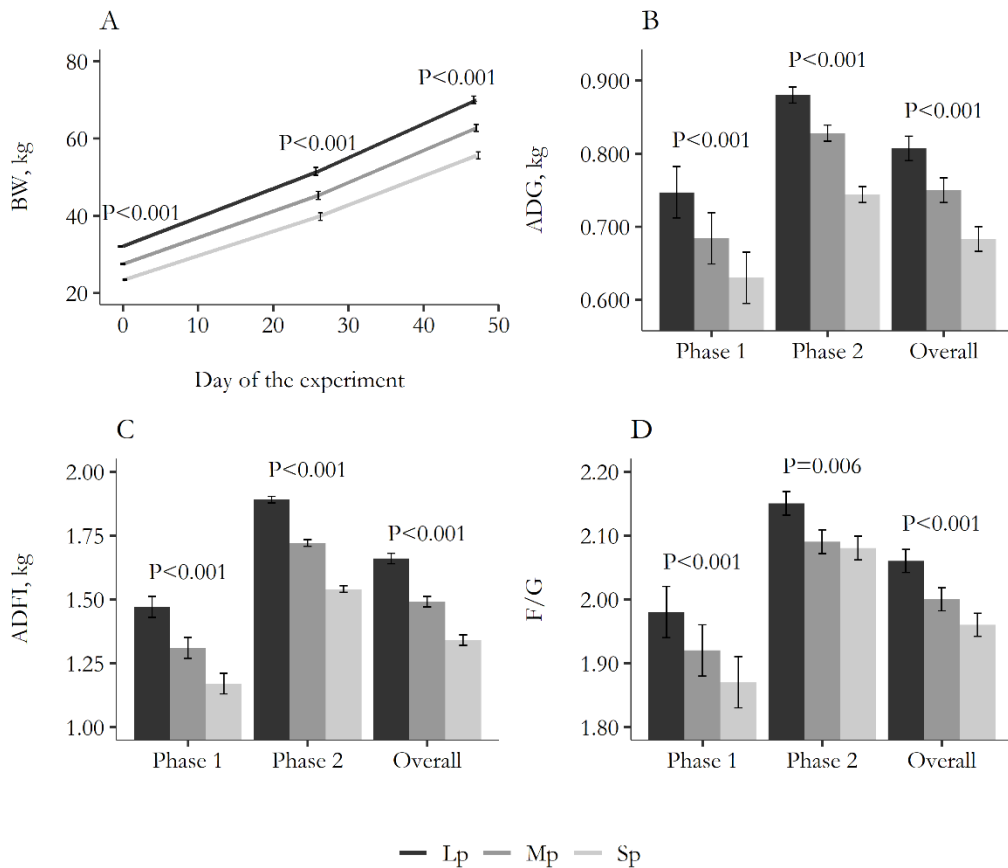 A
BW, kg
80
60
40
20
P<0.001
P<0.001
P<0.001
0
10
20
30
40
50
Day of the experiment
B
ADG, kg
0.900
0.800
0.700
0.600
P<0.001
P<0.001
P<0.001
Phase 1
Phase 2
Overall
C
ADFI, kg
2.00
1.75
1.50
1.25
1.00
P<0.001
P<0.001
P<0.001
Phase 1
Phase 2
Overall
D
F/G
2.20
2.10
2.00
1.90
1.80
P<0.001
P=0.006
P<0.001
Phase 1
Phase 2
Overall
Lp
Mp
Sp